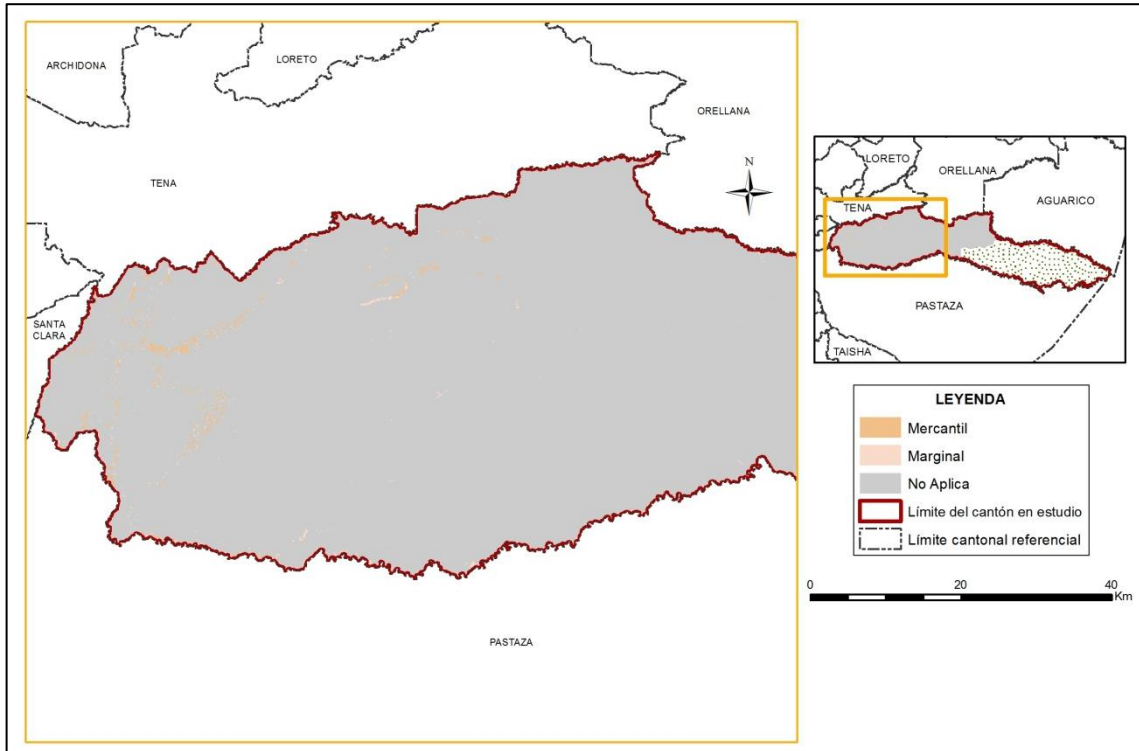 ARCHIDONA
LORETO
ORELLANA
TENA
N
SANTA
CLARA
PASTAZA
LORETO
ORELLANA
TENA
AGUARICO
PASTAZA
TAISHA
LEYENDA
Mercantil
Marginal
No Aplica
Límite del cantón en estudio
Límite cantonal referencial
0 20 40
Km